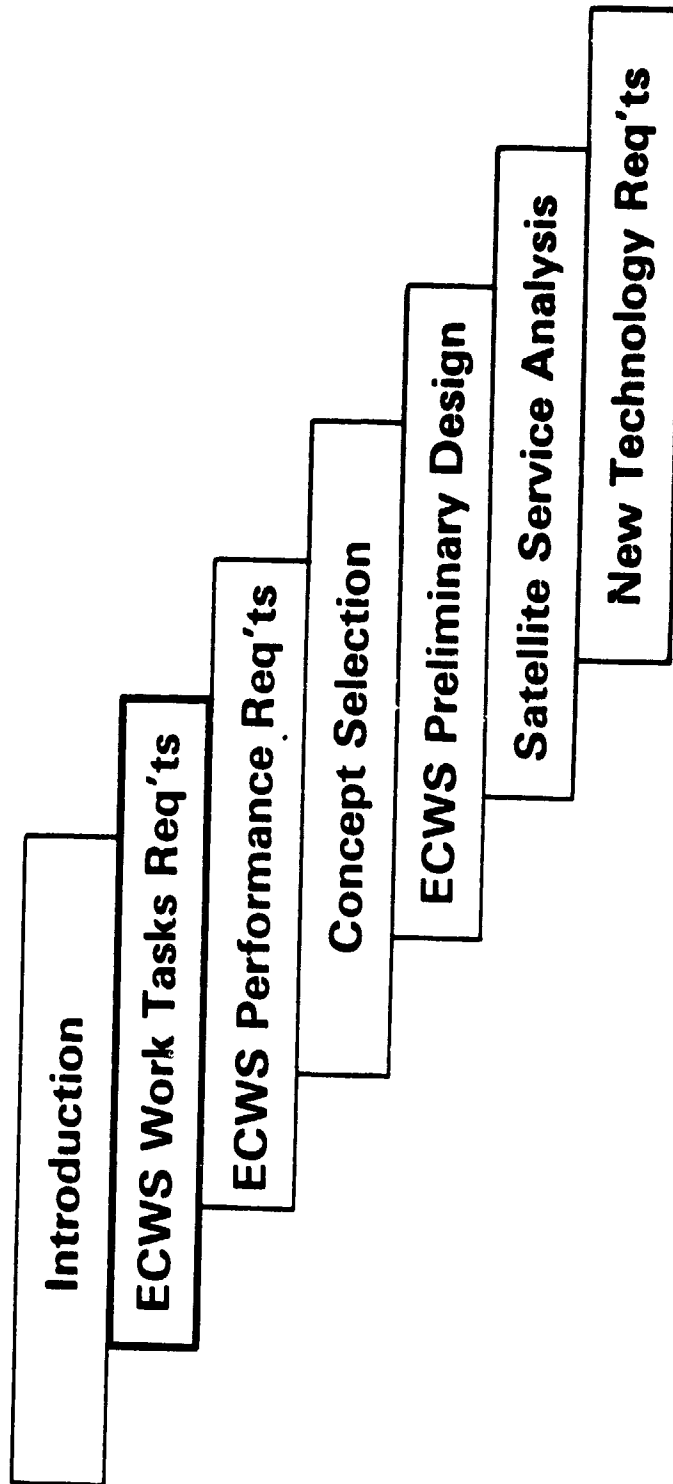 Introduction
ECWS Work Tasks Req'ts
ECWS Performance Req'ts
Concept Selection
ECWS Preliminary Design
Satellite Service Analysis
New Technology Req'ts